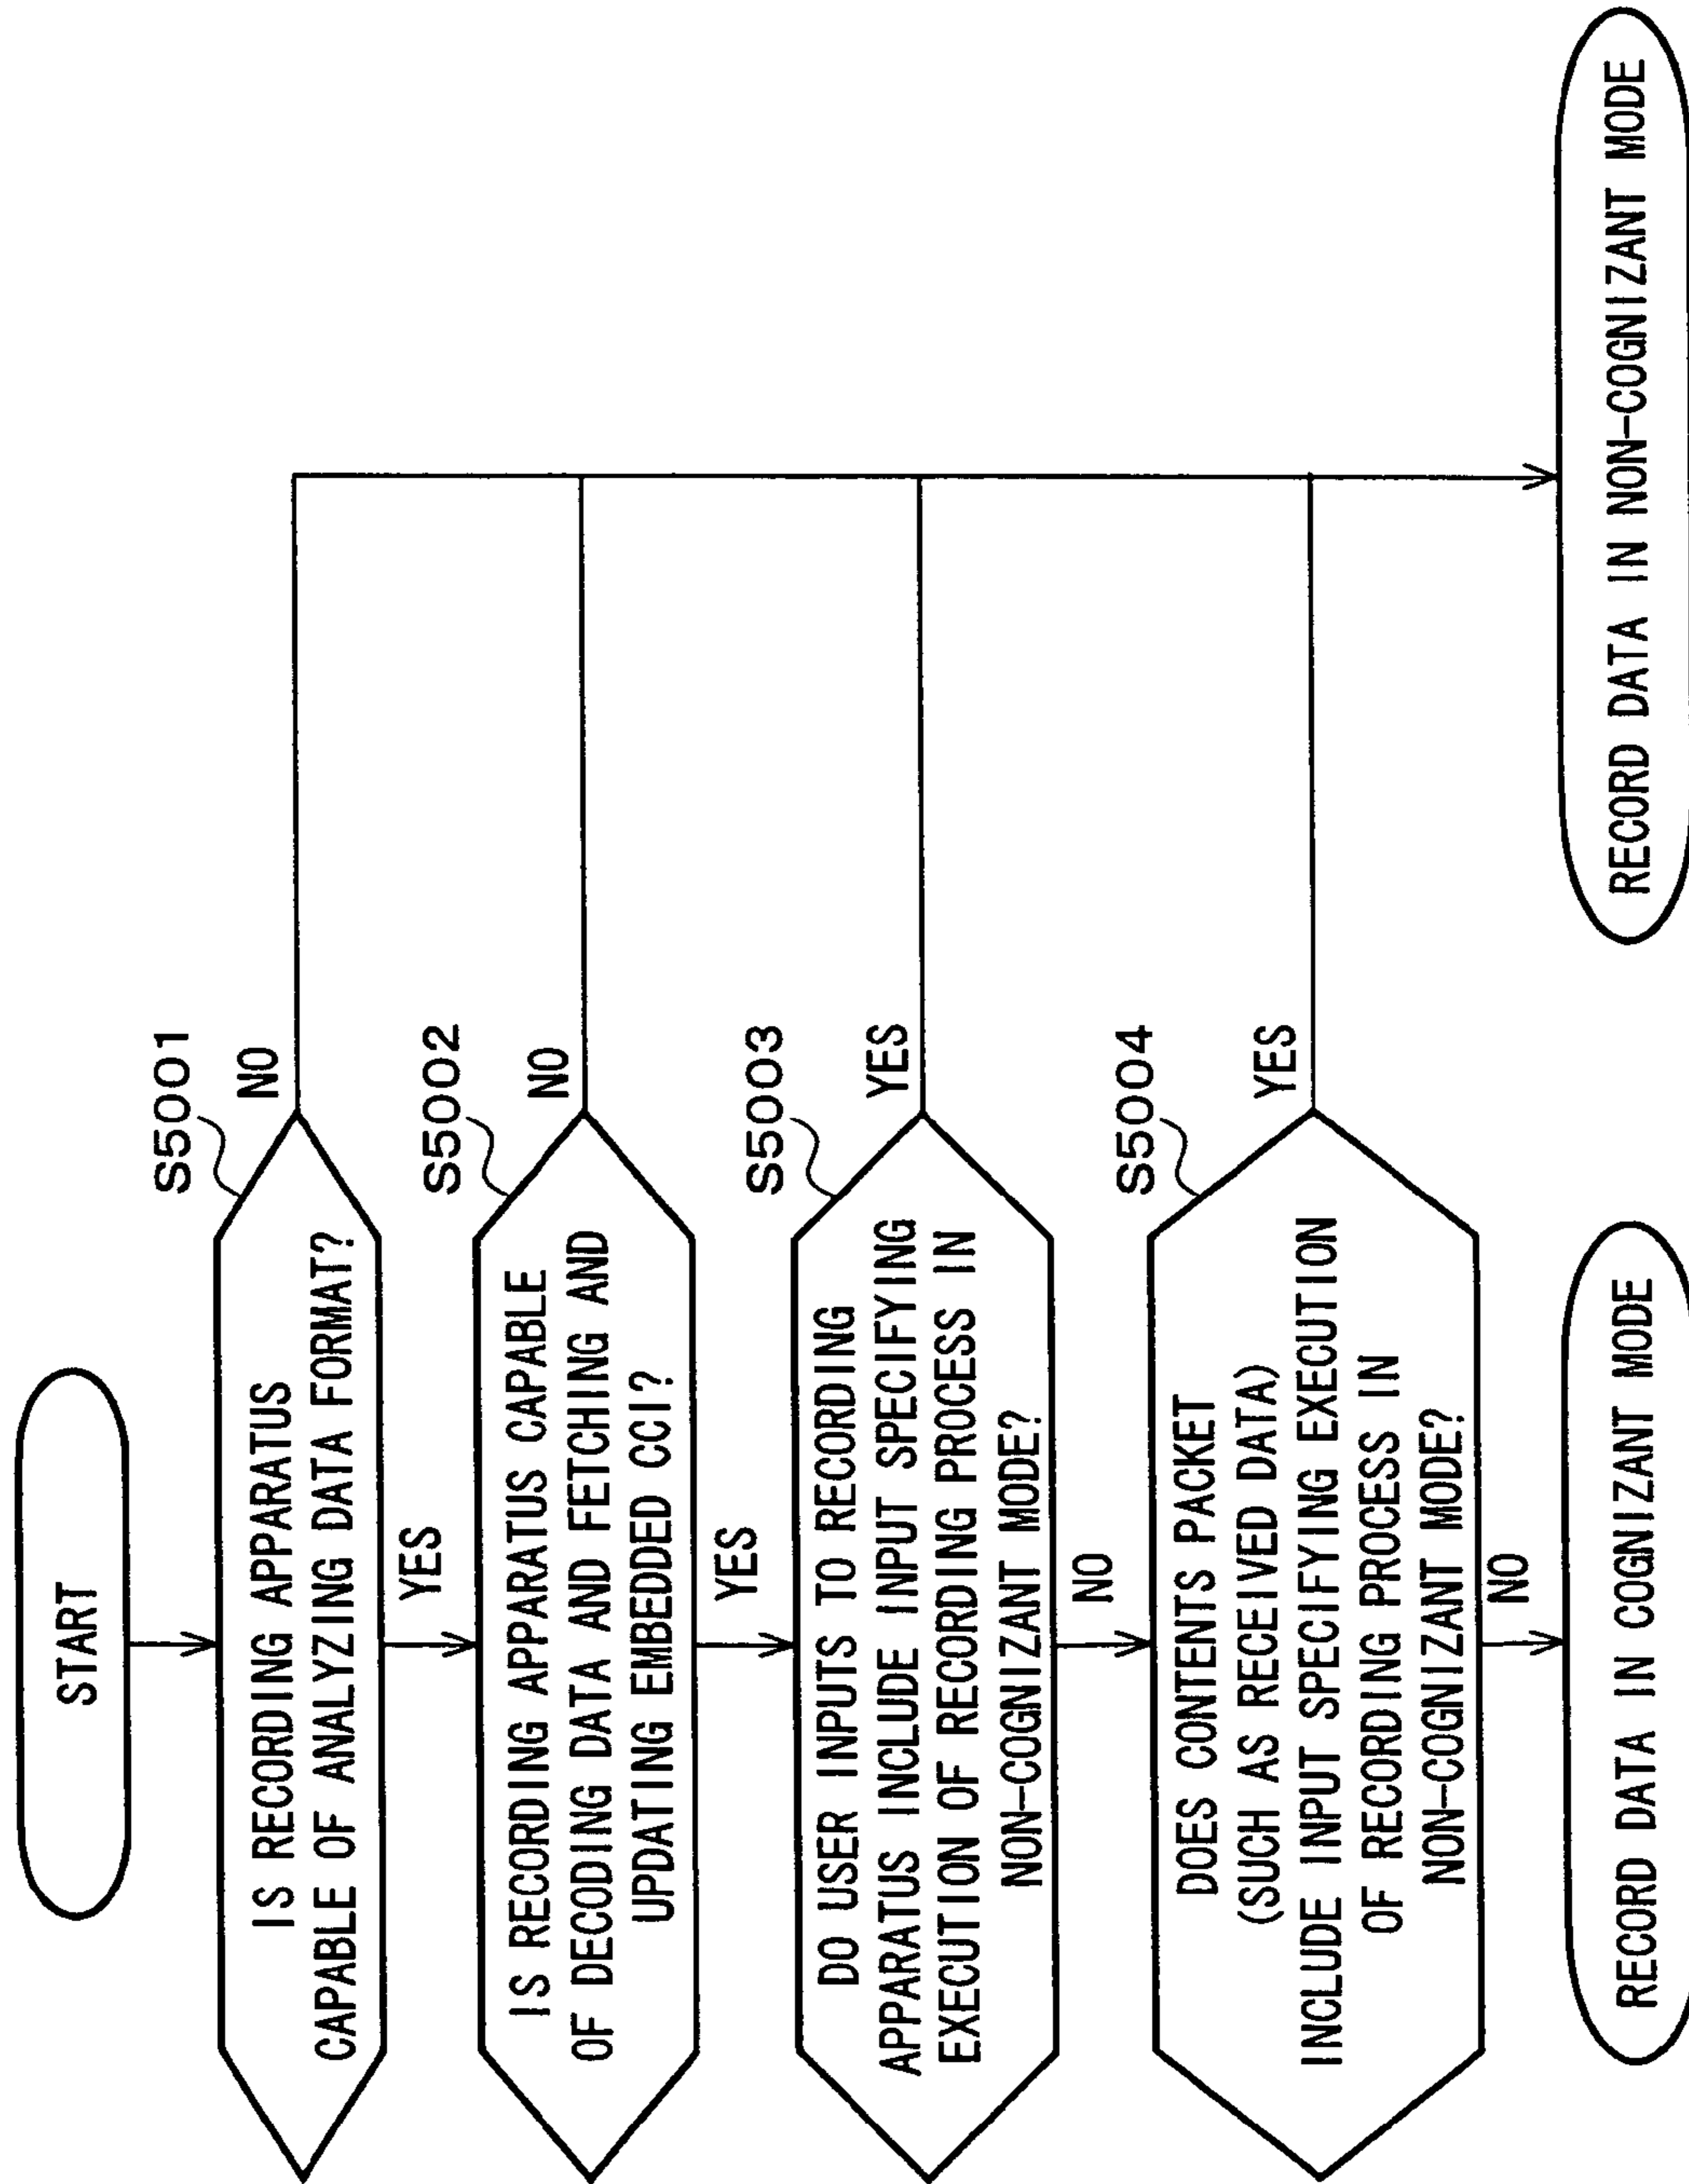 START
S5001
IS RECORDING APPARATUS
CAPABLE OF ANALYZING DATA FORMAT?
NO
YES
S5002
IS RECORDING APPARATUS CAPABLE
OF DECODING DATA AND FETCHING AND
UPDATING EMBEDDED CCI?
NO
YES
S5003
DO USER INPUTS TO RECORDING
APPARATUS INCLUDE INPUT SPECIFYING
EXECUTION OF RECORDING PROCESS IN
NON-COGNIZANT MODE?
YES
NO
S5004
DOES CONTENTS PACKET
(SUCH AS RECEIVED DATA)
INCLUDE INPUT SPECIFYING EXECUTION
OF RECORDING PROCESS IN
NON-COGNIZANT MODE?
YES
NO
RECORD DATA IN COGNIZANT MODE
RECORD DATA IN NON-COGNIZANT MODE